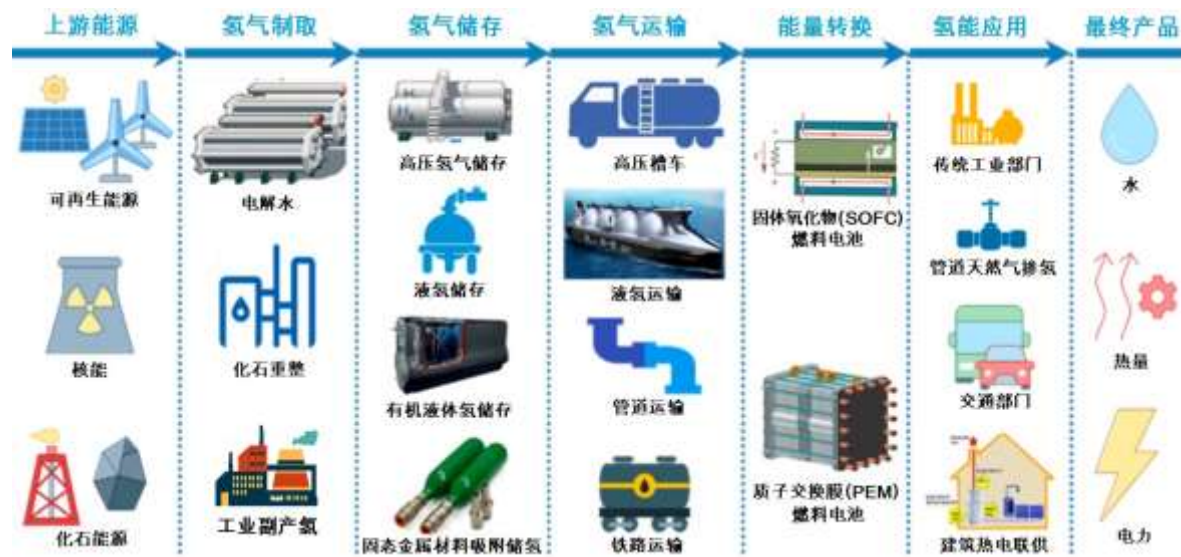 上游能源
氢气制取
氢气储存
氢气运输
能量转换
氢能应用
最终产品
可再生能源
核能
化石能源
电解水
化石重整
工业副产氢
高压氢气储存
液氢储存
有机液体氢储存
固态金属材料吸附储氢
高压槽车
液氢运输
管道运输
铁路运输
固体氧化物(SOFC)
燃料电池
质子交换膜(PEM)
燃料电池
传统工业部门
管道天然气掺氢
交通部门
建筑热电联供
水
热量
电力